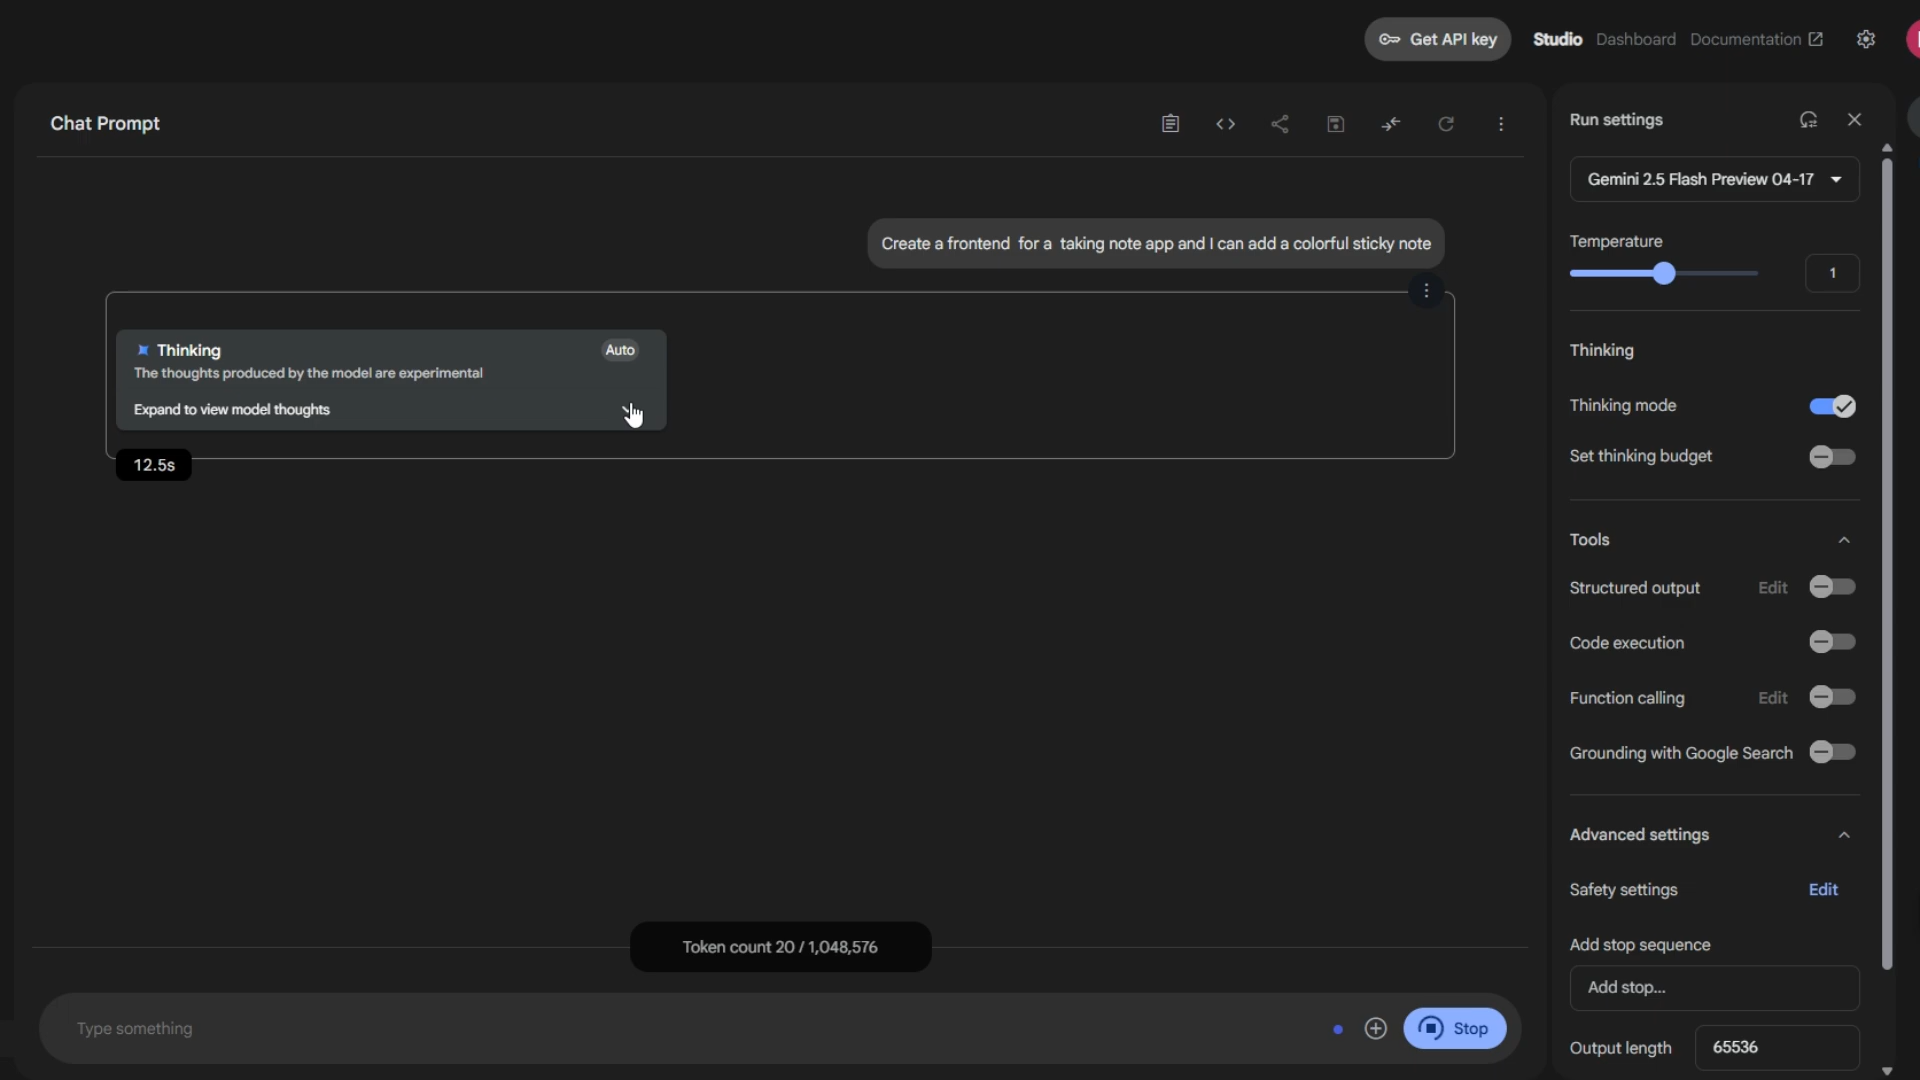 Get API key
Studio
Dashboard
Documentation
Chat Prompt
Create a frontend for a taking note app and I can add a colorful sticky note
Thinking
Auto
The thoughts produced by the model are experimental
Expand to view model thoughts
12.5s
Token count 20 / 1,048,576
Type something
Stop
Run settings
Gemini 2.5 Flash Preview 04-17
Temperature
1
Thinking
Thinking mode
Set thinking budget
Tools
Structured output
Edit
Code execution
Function calling
Edit
Grounding with Google Search
Advanced settings
Safety settings
Edit
Add stop sequence
Add stop...
Output length
65536